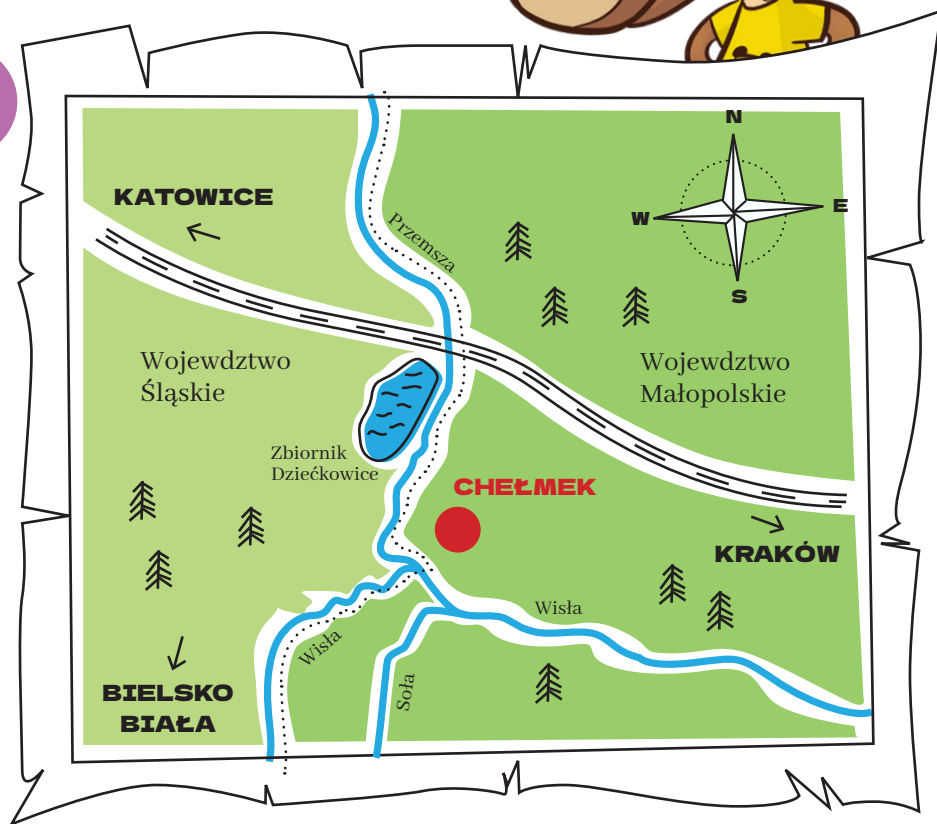 N
KATOWICE
W
E
Przemsza
S
Wojewdztwo
Śląskie
Wojewdztwo
Małopolskie
Zbiornik
Dziećkowice
CHEŁMEK
KRAKÓW
Wisła
Wisła
Soła
BIELSKO
BIAŁA